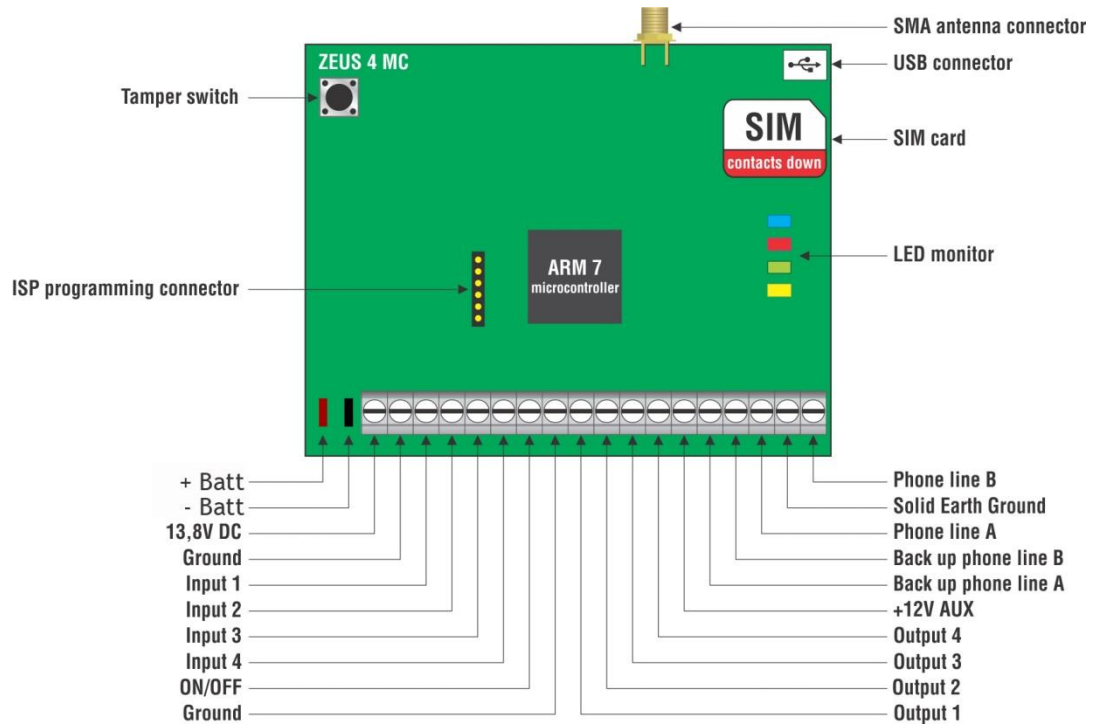 SMA antenna connector
ZEUS 4 MC
USB connector
Tamper switch
SIM
SIM card
contacts down
LED monitor
ARM 7
microcontroller
ISP programming connector
+ Batt
- Batt
13,8V DC
Ground
Input 1
Input 2
Input 3
Input 4
ON/OFF
Ground
Phone line B
Solid Earth Ground
Phone line A
Back up phone line B
Back up phone line A
+12V AUX
Output 4
Output 3
Output 2
Output 1